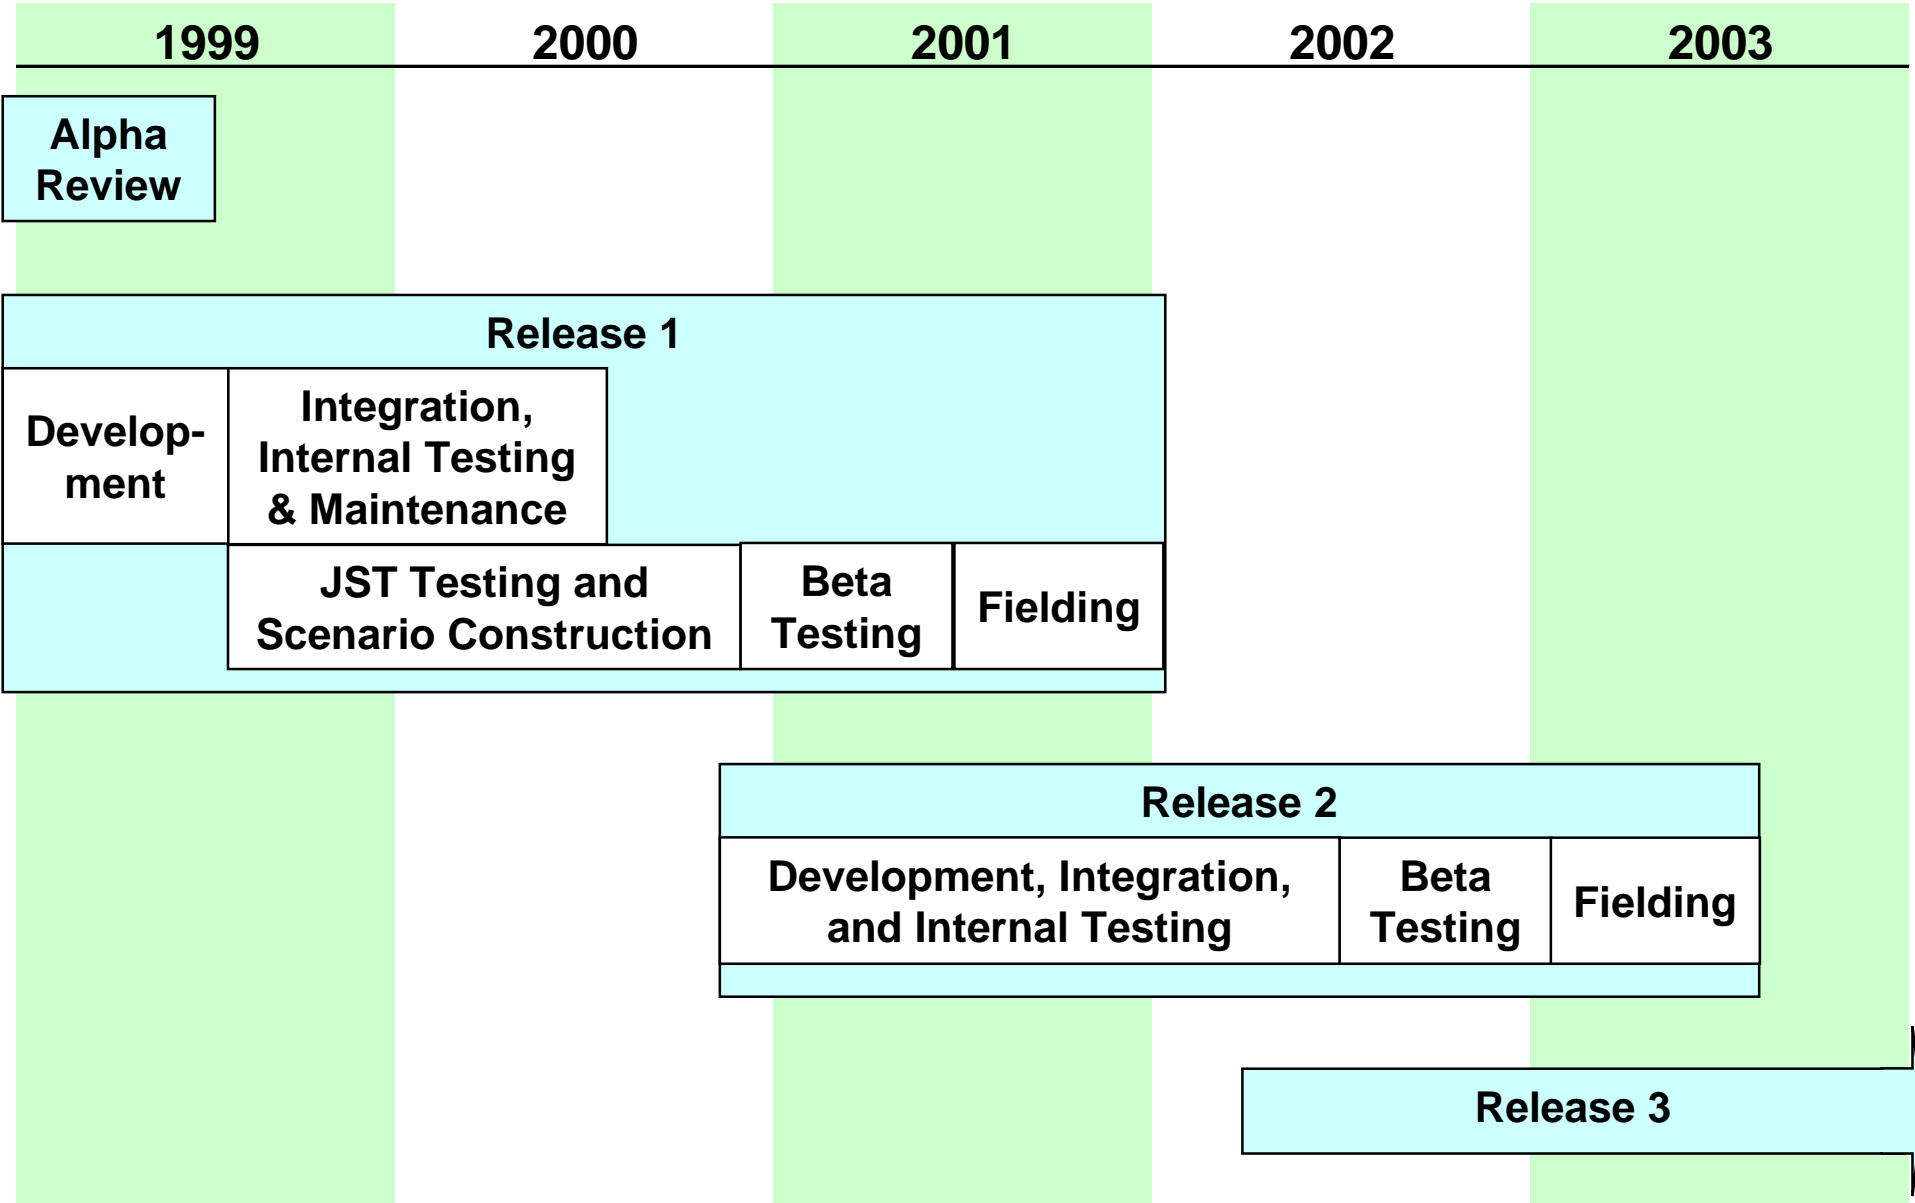 1999 2000 2001 2002 2003
Alpha
Review
Release 1
Develop-
ment
Integration,
Internal Testing
& Maintenance
JST Testing and
Scenario Construction
Beta
Testing
Fielding
Release 2
Development, Integration,
and Internal Testing
Beta
Testing
Fielding
Release 3